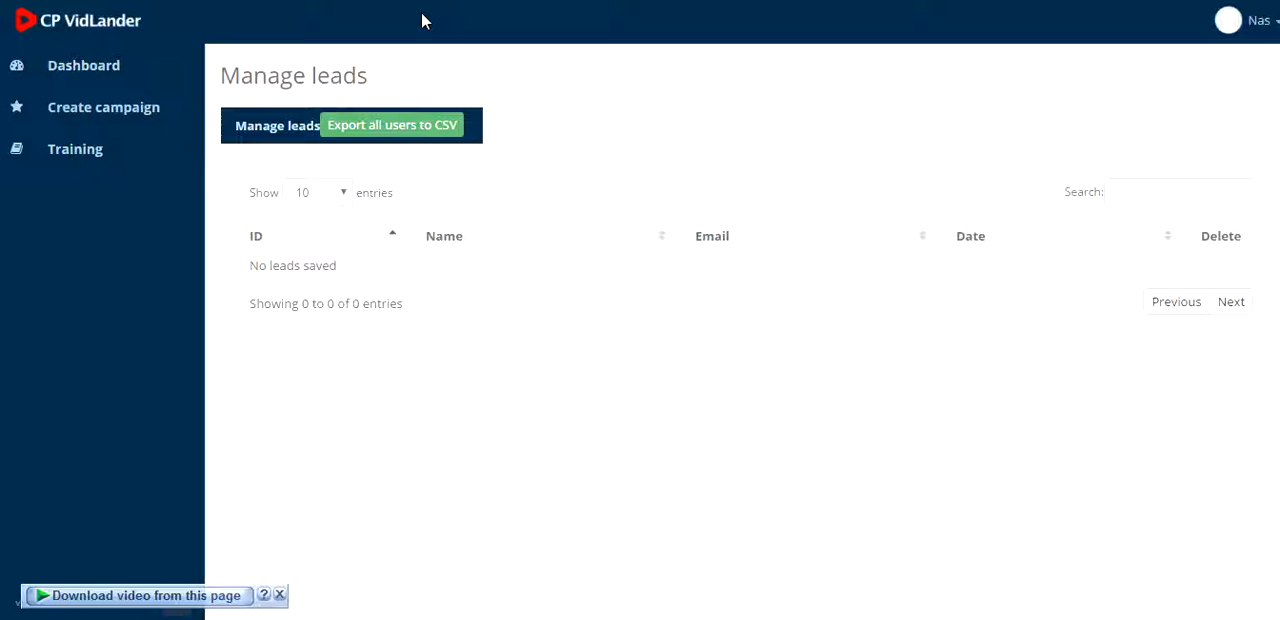 CP VidLander
Nas
Dashboard
Create campaign
Training
Manage leads
Manage leads Export all users to CSV
Show 10 entries
Search:
ID Name Email Date Delete
No leads saved
Showing 0 to 0 of 0 entries
Previous Next
Download video from this page ? X